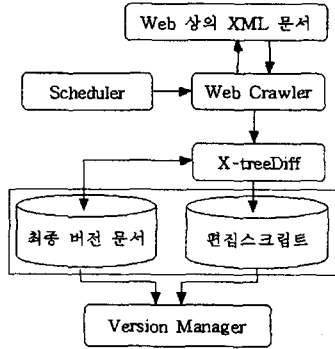 Web 상의 XML 문서
Scheduler
Web Crawler
X-treeDiff
최종 버전 문서
편집스크립트
Version Manager